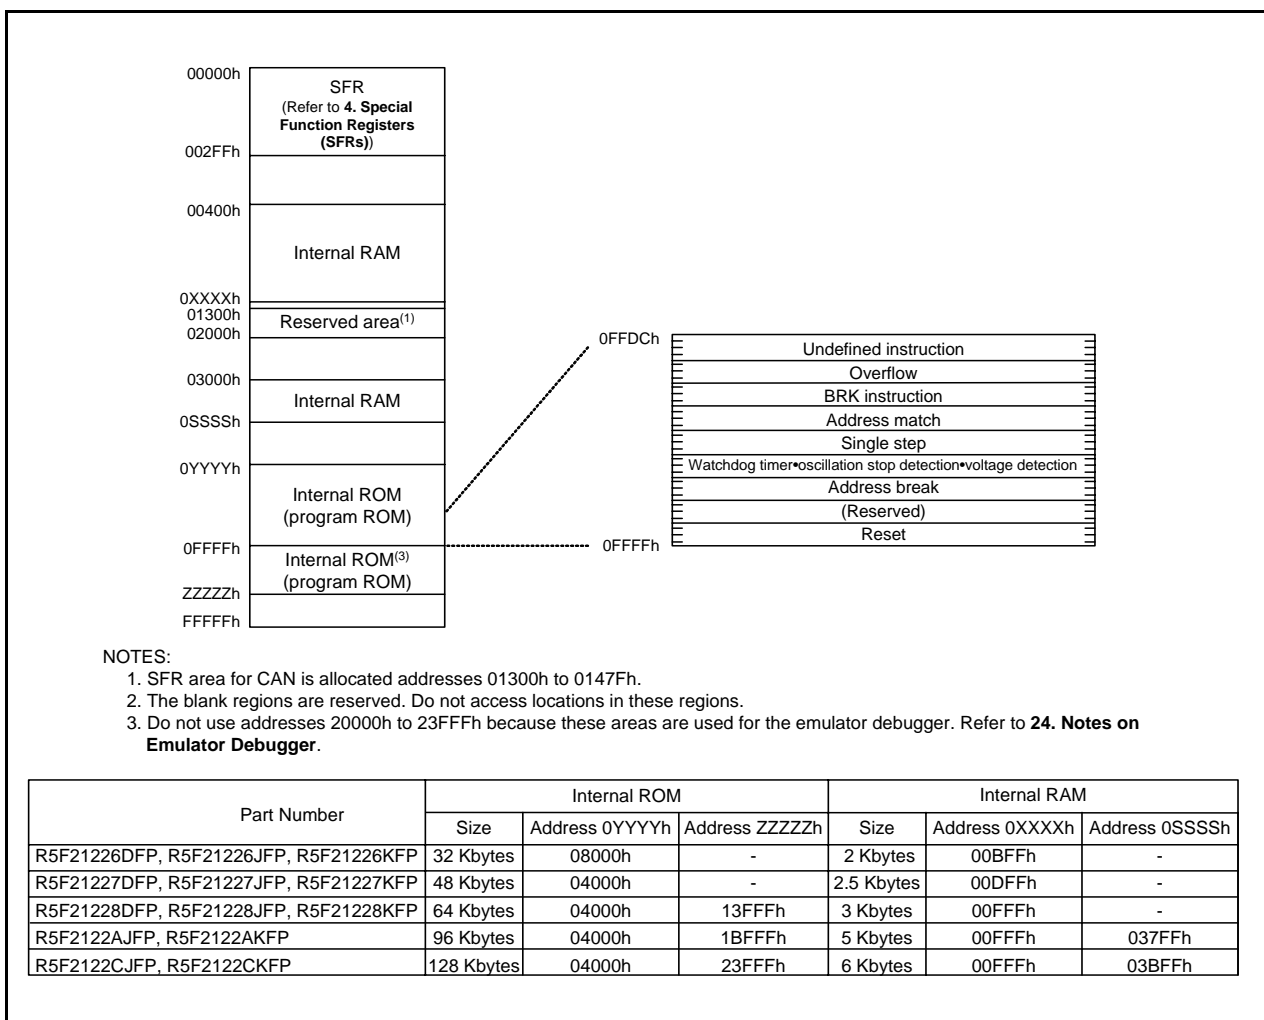 00000h
SFR
(Refer to 4. Special
Function Registers
(SFRs))
002FFh
00400h
Internal RAM
0XXXXh
01300h
Reserved area(1)
02000h
03000h
Internal RAM
0SSSSh
0YYYYh
Internal ROM
(program ROM)
0FFFFh
Internal ROM(3)
(program ROM)
ZZZZZh
FFFFFh
0FFDCh
Undefined instruction
Overflow
BRK instruction
Address match
Single step
Watchdog timer•oscillation stop detection•voltage detection
Address break
(Reserved)
Reset
0FFFFh
NOTES:
1. SFR area for CAN is allocated addresses 01300h to 0147Fh.
2. The blank regions are reserved. Do not access locations in these regions.
3. Do not use addresses 20000h to 23FFFh because these areas are used for the emulator debugger. Refer to 24. Notes on
Emulator Debugger.
Part Number Internal ROM Internal RAM
Size Address 0YYYYh Address ZZZZZh Size Address 0XXXXh Address 0SSSSh
R5F21226DFP, R5F21226JFP, R5F21226KFP 32 Kbytes 08000h - 2 Kbytes 00BFFh -
R5F21227DFP, R5F21227JFP, R5F21227KFP 48 Kbytes 04000h - 2.5 Kbytes 00DFFh -
R5F21228DFP, R5F21228JFP, R5F21228KFP 64 Kbytes 04000h 13FFFh 3 Kbytes 00FFFh -
R5F2122AJFP, R5F2122AKFP 96 Kbytes 04000h 1BFFFh 5 Kbytes 00FFFh 037FFh
R5F2122CJFP, R5F2122CKFP 128 Kbytes 04000h 23FFFh 6 Kbytes 00FFFh 03BFFh